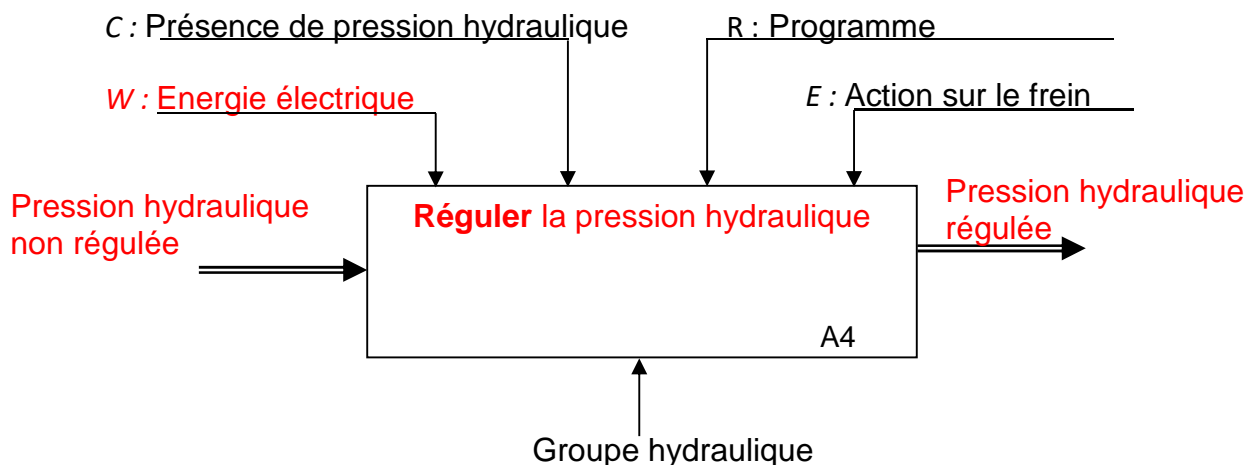 C : Présence de pression hydraulique
R : Programme
W : Energie électrique
E : Action sur le frein
Pression hydraulique
non régulée
Réguler la pression hydraulique
Pression hydraulique
régulée
A4
Groupe hydraulique